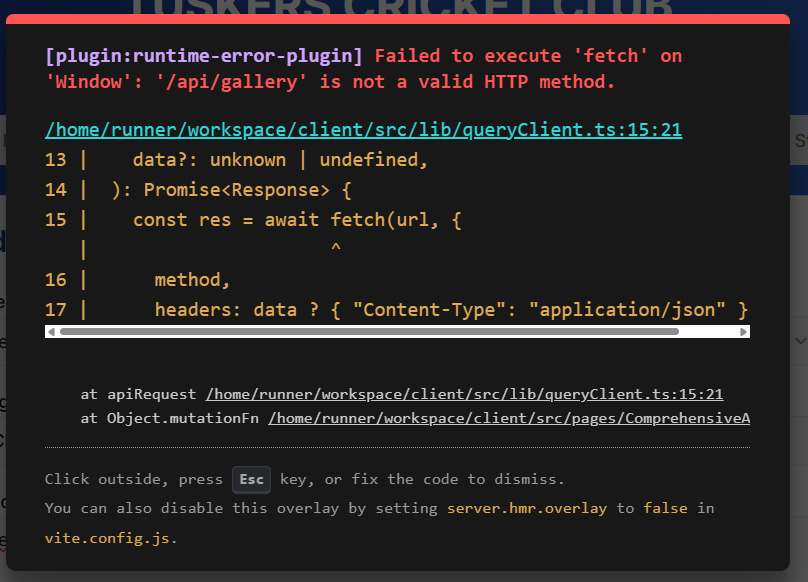 TUSKERS CRICKET CLUB
[plugin:runtime-error-plugin] Failed to execute 'fetch' on
'Window': '/api/gallery' is not a valid HTTP method.
/home/runner/workspace/client/src/lib/queryClient.ts:15:21
13 |    data?: unknown | undefined,
14 |  ): Promise<Response> {
15 |    const res = await fetch(url, {
   |                      ^
16 |      method,
17 |      headers: data ? { "Content-Type": "application/json" }
at apiRequest /home/runner/workspace/client/src/lib/queryClient.ts:15:21
at Object.mutationFn /home/runner/workspace/client/src/pages/ComprehensiveA
Click outside, press Esc key, or fix the code to dismiss.
You can also disable this overlay by setting server.hmr.overlay to false in
vite.config.js.